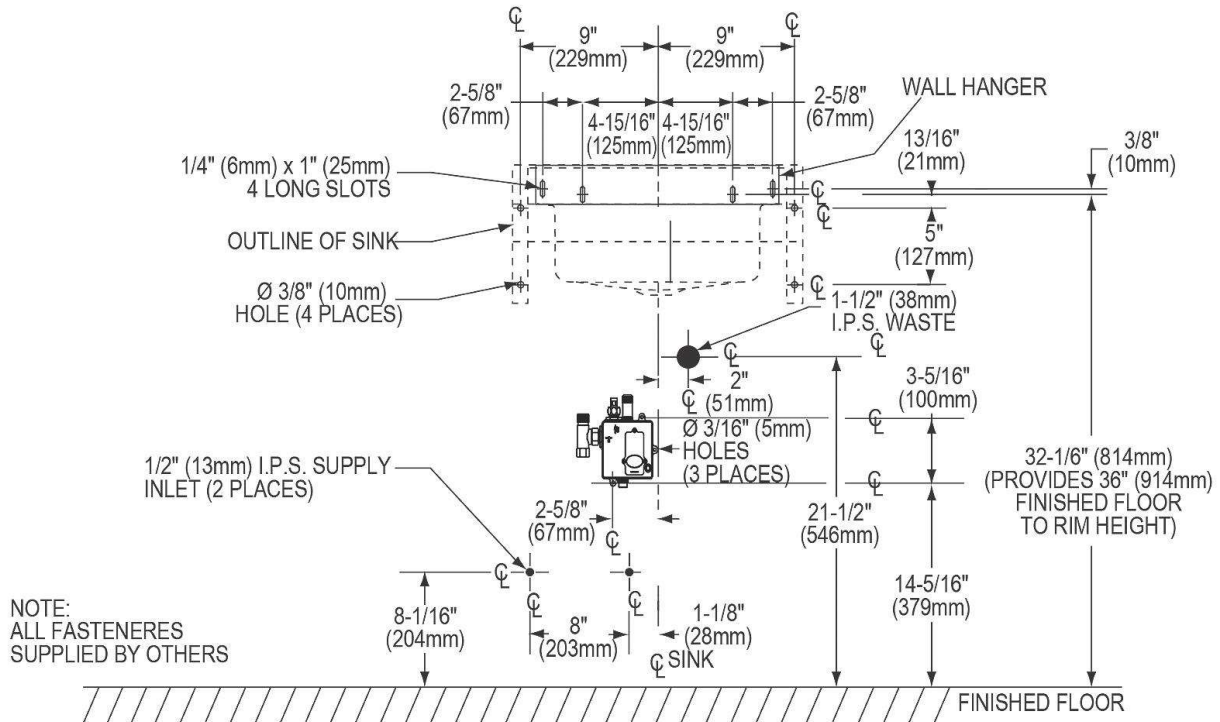 ℄
℄
9"
(229mm)
9"
(229mm)
WALL HANGER
2-5/8"
(67mm)
4-15/16"
(125mm)
4-15/16"
(125mm)
2-5/8"
(67mm)
13/16"
(21mm)
3/8"
(10mm)
1/4" (6mm) x 1" (25mm)
4 LONG SLOTS
℄
℄
OUTLINE OF SINK
5"
(127mm)
Ø 3/8" (10mm)
HOLE (4 PLACES)
℄
1-1/2" (38mm)
I.P.S. WASTE
℄
℄
2"
(51mm)
℄
3-5/16"
(100mm)
℄
Ø 3/16" (5mm)
HOLES
(3 PLACES)
1/2" (13mm) I.P.S. SUPPLY
INLET (2 PLACES)
32-1/6" (814mm)
(PROVIDES 36" (914mm)
FINISHED FLOOR
TO RIM HEIGHT)
℄
2-5/8"
(67mm)
21-1/2"
(546mm)
℄
℄
14-5/16"
(379mm)
NOTE:
ALL FASTENERES
SUPPLIED BY OTHERS
8-1/16"
(204mm)
℄
℄
8"
(203mm)
1-1/8"
(28mm)
℄ SINK
FINISHED FLOOR